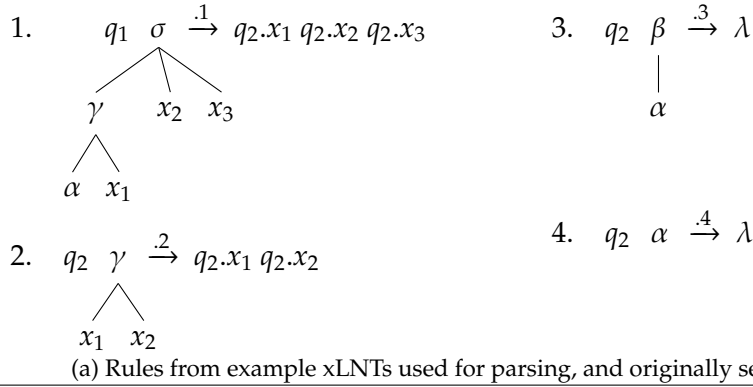 1. q₁ σ →^.1 q₂.x₁ q₂.x₂ q₂.x₃
γ x₂ x₃
α x₁
2. q₂ γ →^.2 q₂.x₁ q₂.x₂
x₁ x₂
3. q₂ β →^.3 λ
α
4. q₂ α →^.4 λ
(a) Rules from example xLNTs used for parsing, and originally